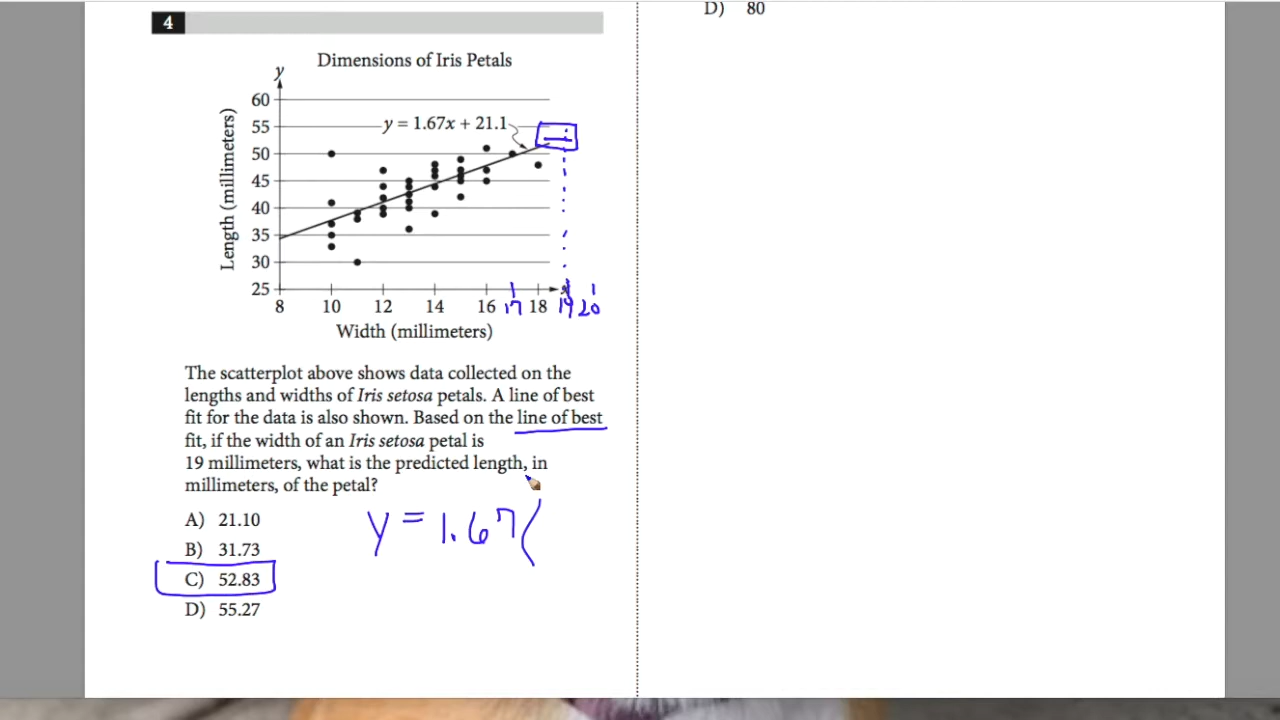 D) 80
4
Dimensions of Iris Petals
y
60
55
50
45
40
35
30
25
y = 1.67x + 21.1
Length (millimeters)
8 10 12 14 16 17 18 19 20
Width (millimeters)
The scatterplot above shows data collected on the
lengths and widths of Iris setosa petals. A line of best
fit for the data is also shown. Based on the line of best
fit, if the width of an Iris setosa petal is
19 millimeters, what is the predicted length, in
millimeters, of the petal?
A) 21.10
B) 31.73
C) 52.83
D) 55.27
y = 1.67(